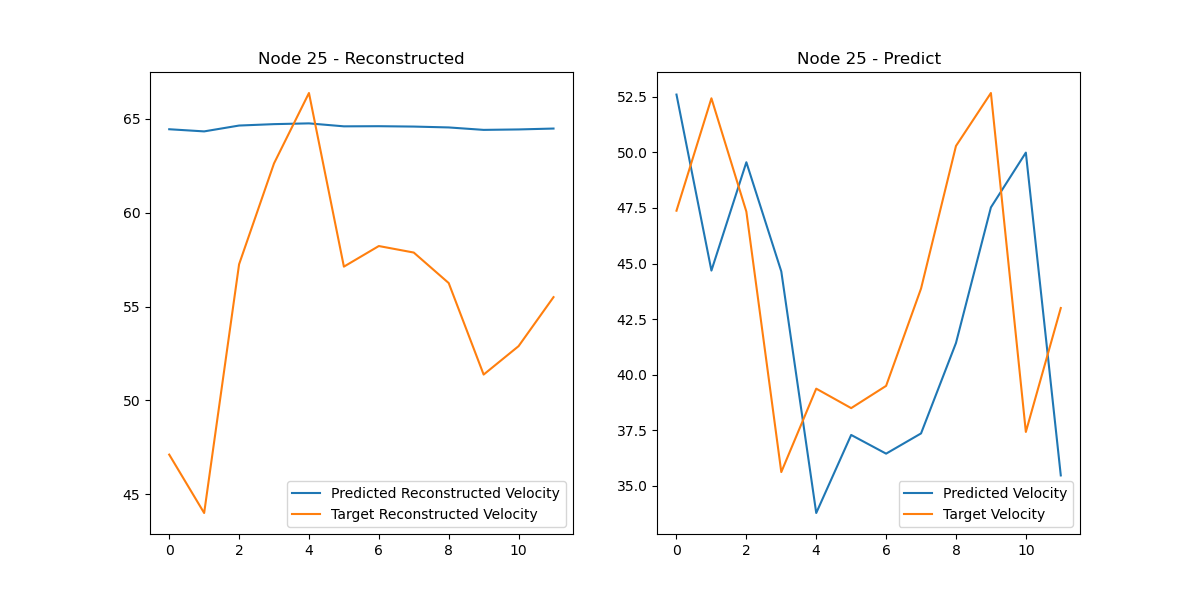 Node 25 - Reconstructed
65
60
55
50
45
0 2 4 6 8 10
Predicted Reconstructed Velocity
Target Reconstructed Velocity
Node 25 - Predict
52.5
50.0
47.5
45.0
42.5
40.0
37.5
35.0
0 2 4 6 8 10
Predicted Velocity
Target Velocity